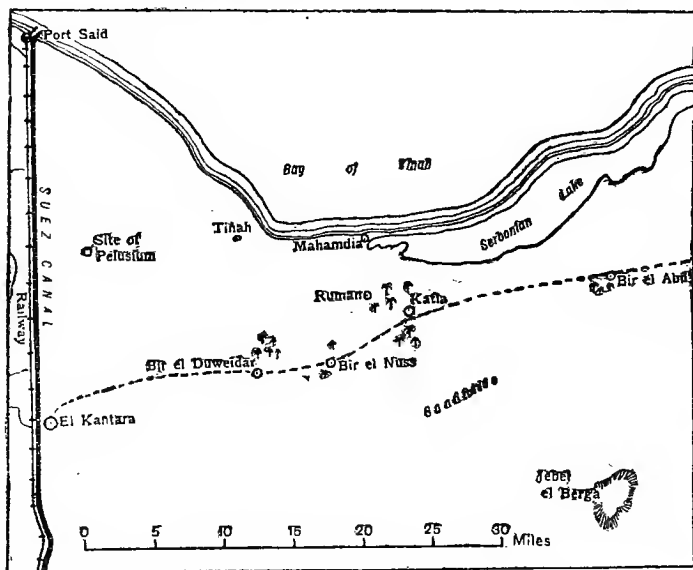 Port Said
Bay of Tinah
SUEZ CANAL
Serbonian Lake
Tinah
Site of
Pelusium
Mahamdia
Rumano
Katia
Bir el Abd
Railway
Bir el Duweidar
Bir el Nuss
Sandhills
El Kantara
Jebel
el Berga
0 5 10 15 20 25 30 Miles